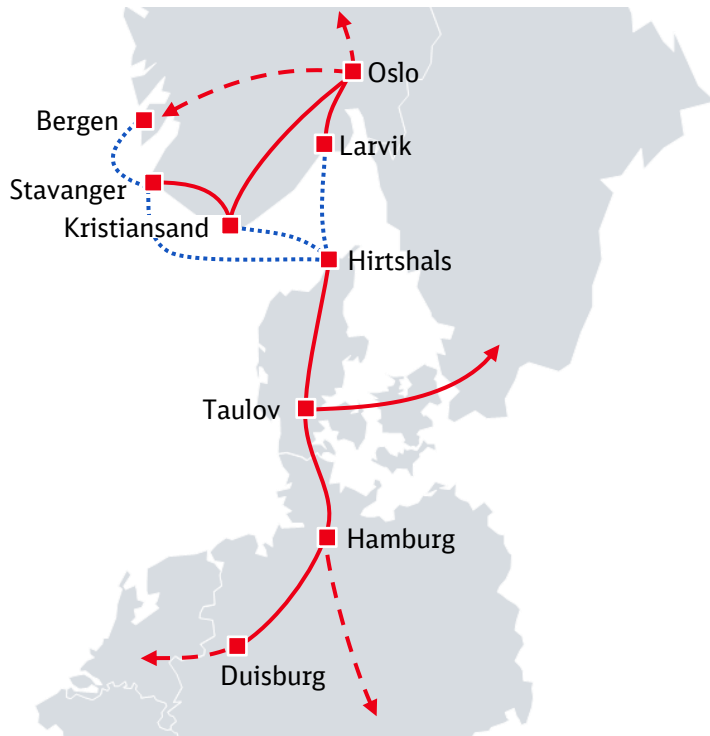 Oslo
Bergen
Larvik
Stavanger
Kristiansand
Hirtshals
Taulov
Hamburg
Duisburg